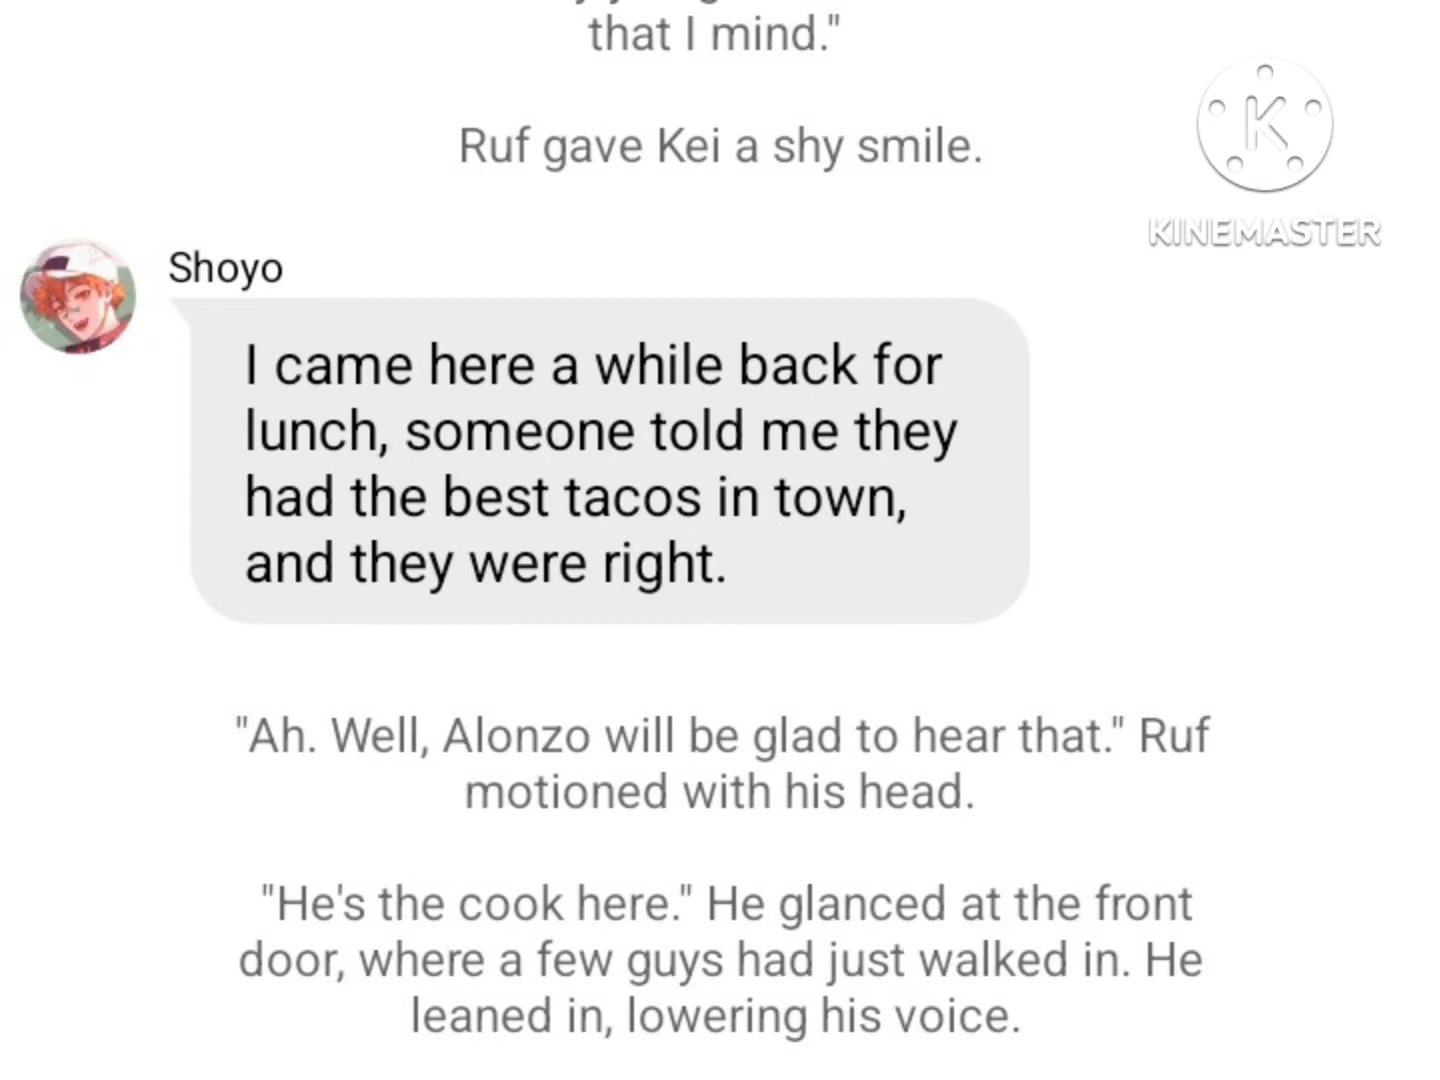 that I mind."
Ruf gave Kei a shy smile.
K
KINEMASTER
Shoyo
I came here a while back for
lunch, someone told me they
had the best tacos in town,
and they were right.
"Ah. Well, Alonzo will be glad to hear that." Ruf
motioned with his head.
"He's the cook here." He glanced at the front
door, where a few guys had just walked in. He
leaned in, lowering his voice.